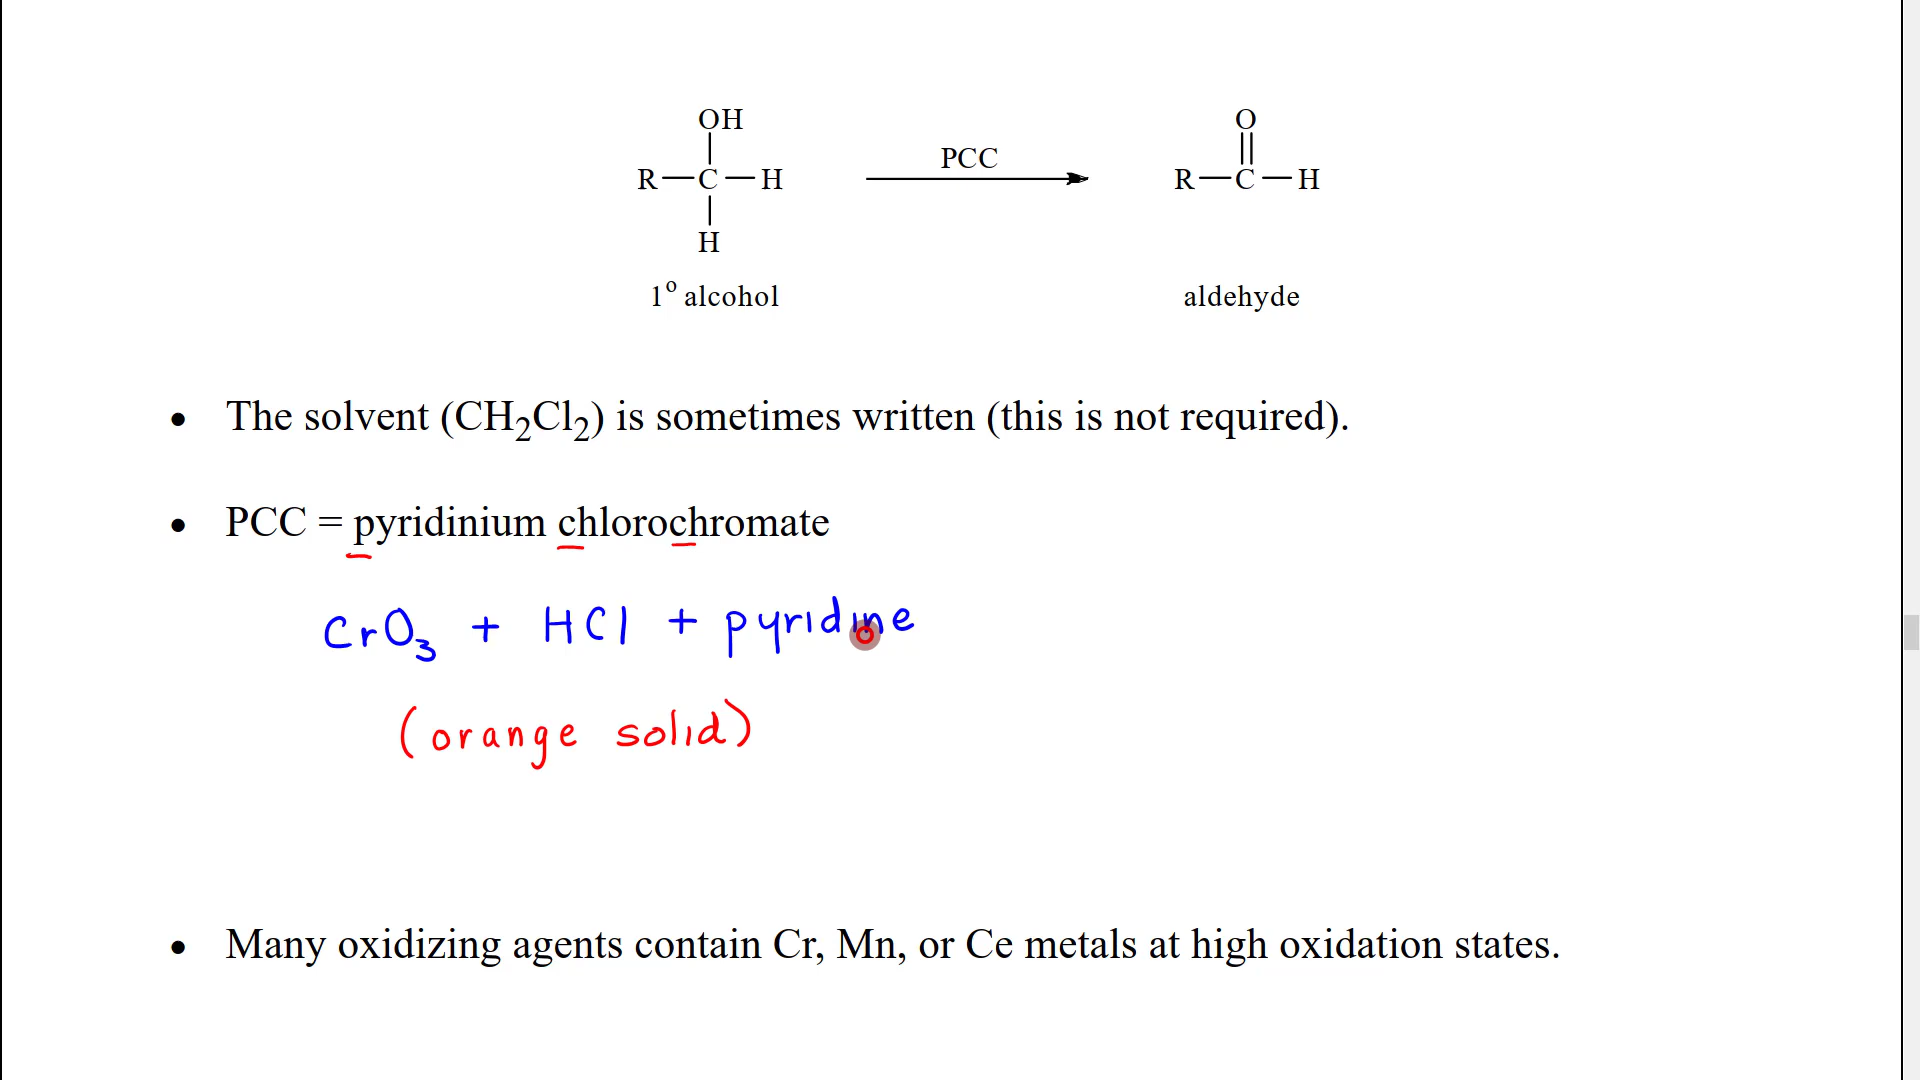 OH
O
PCC
R—C—H
R—C—H
H
1° alcohol
aldehyde
• The solvent (CH₂Cl₂) is sometimes written (this is not required).
• PCC = pyridinium chlorochromate
CrO₃ + HCl + pyridine
(orange solid)
• Many oxidizing agents contain Cr, Mn, or Ce metals at high oxidation states.